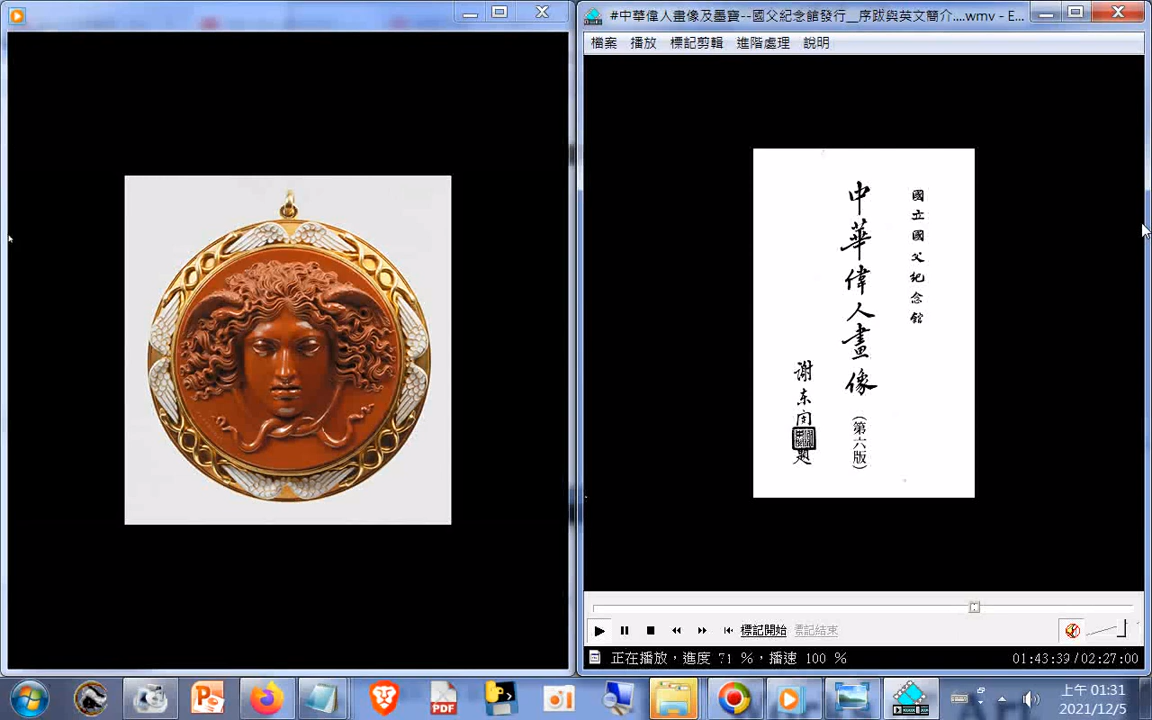 #中華偉人畫像及墨寶--國父紀念館發行__序跋與英文簡介....wmv - E...
檔案 播放 標記剪輯 進階處理 說明
國立國父紀念館
中華偉人畫像(第六版)
謝东闵題
標記開始 標記結束
正在播放,進度 71 %,播速 100 % 01:43:39 / 02:27:00
PDF
上午 01:31
2021/12/5